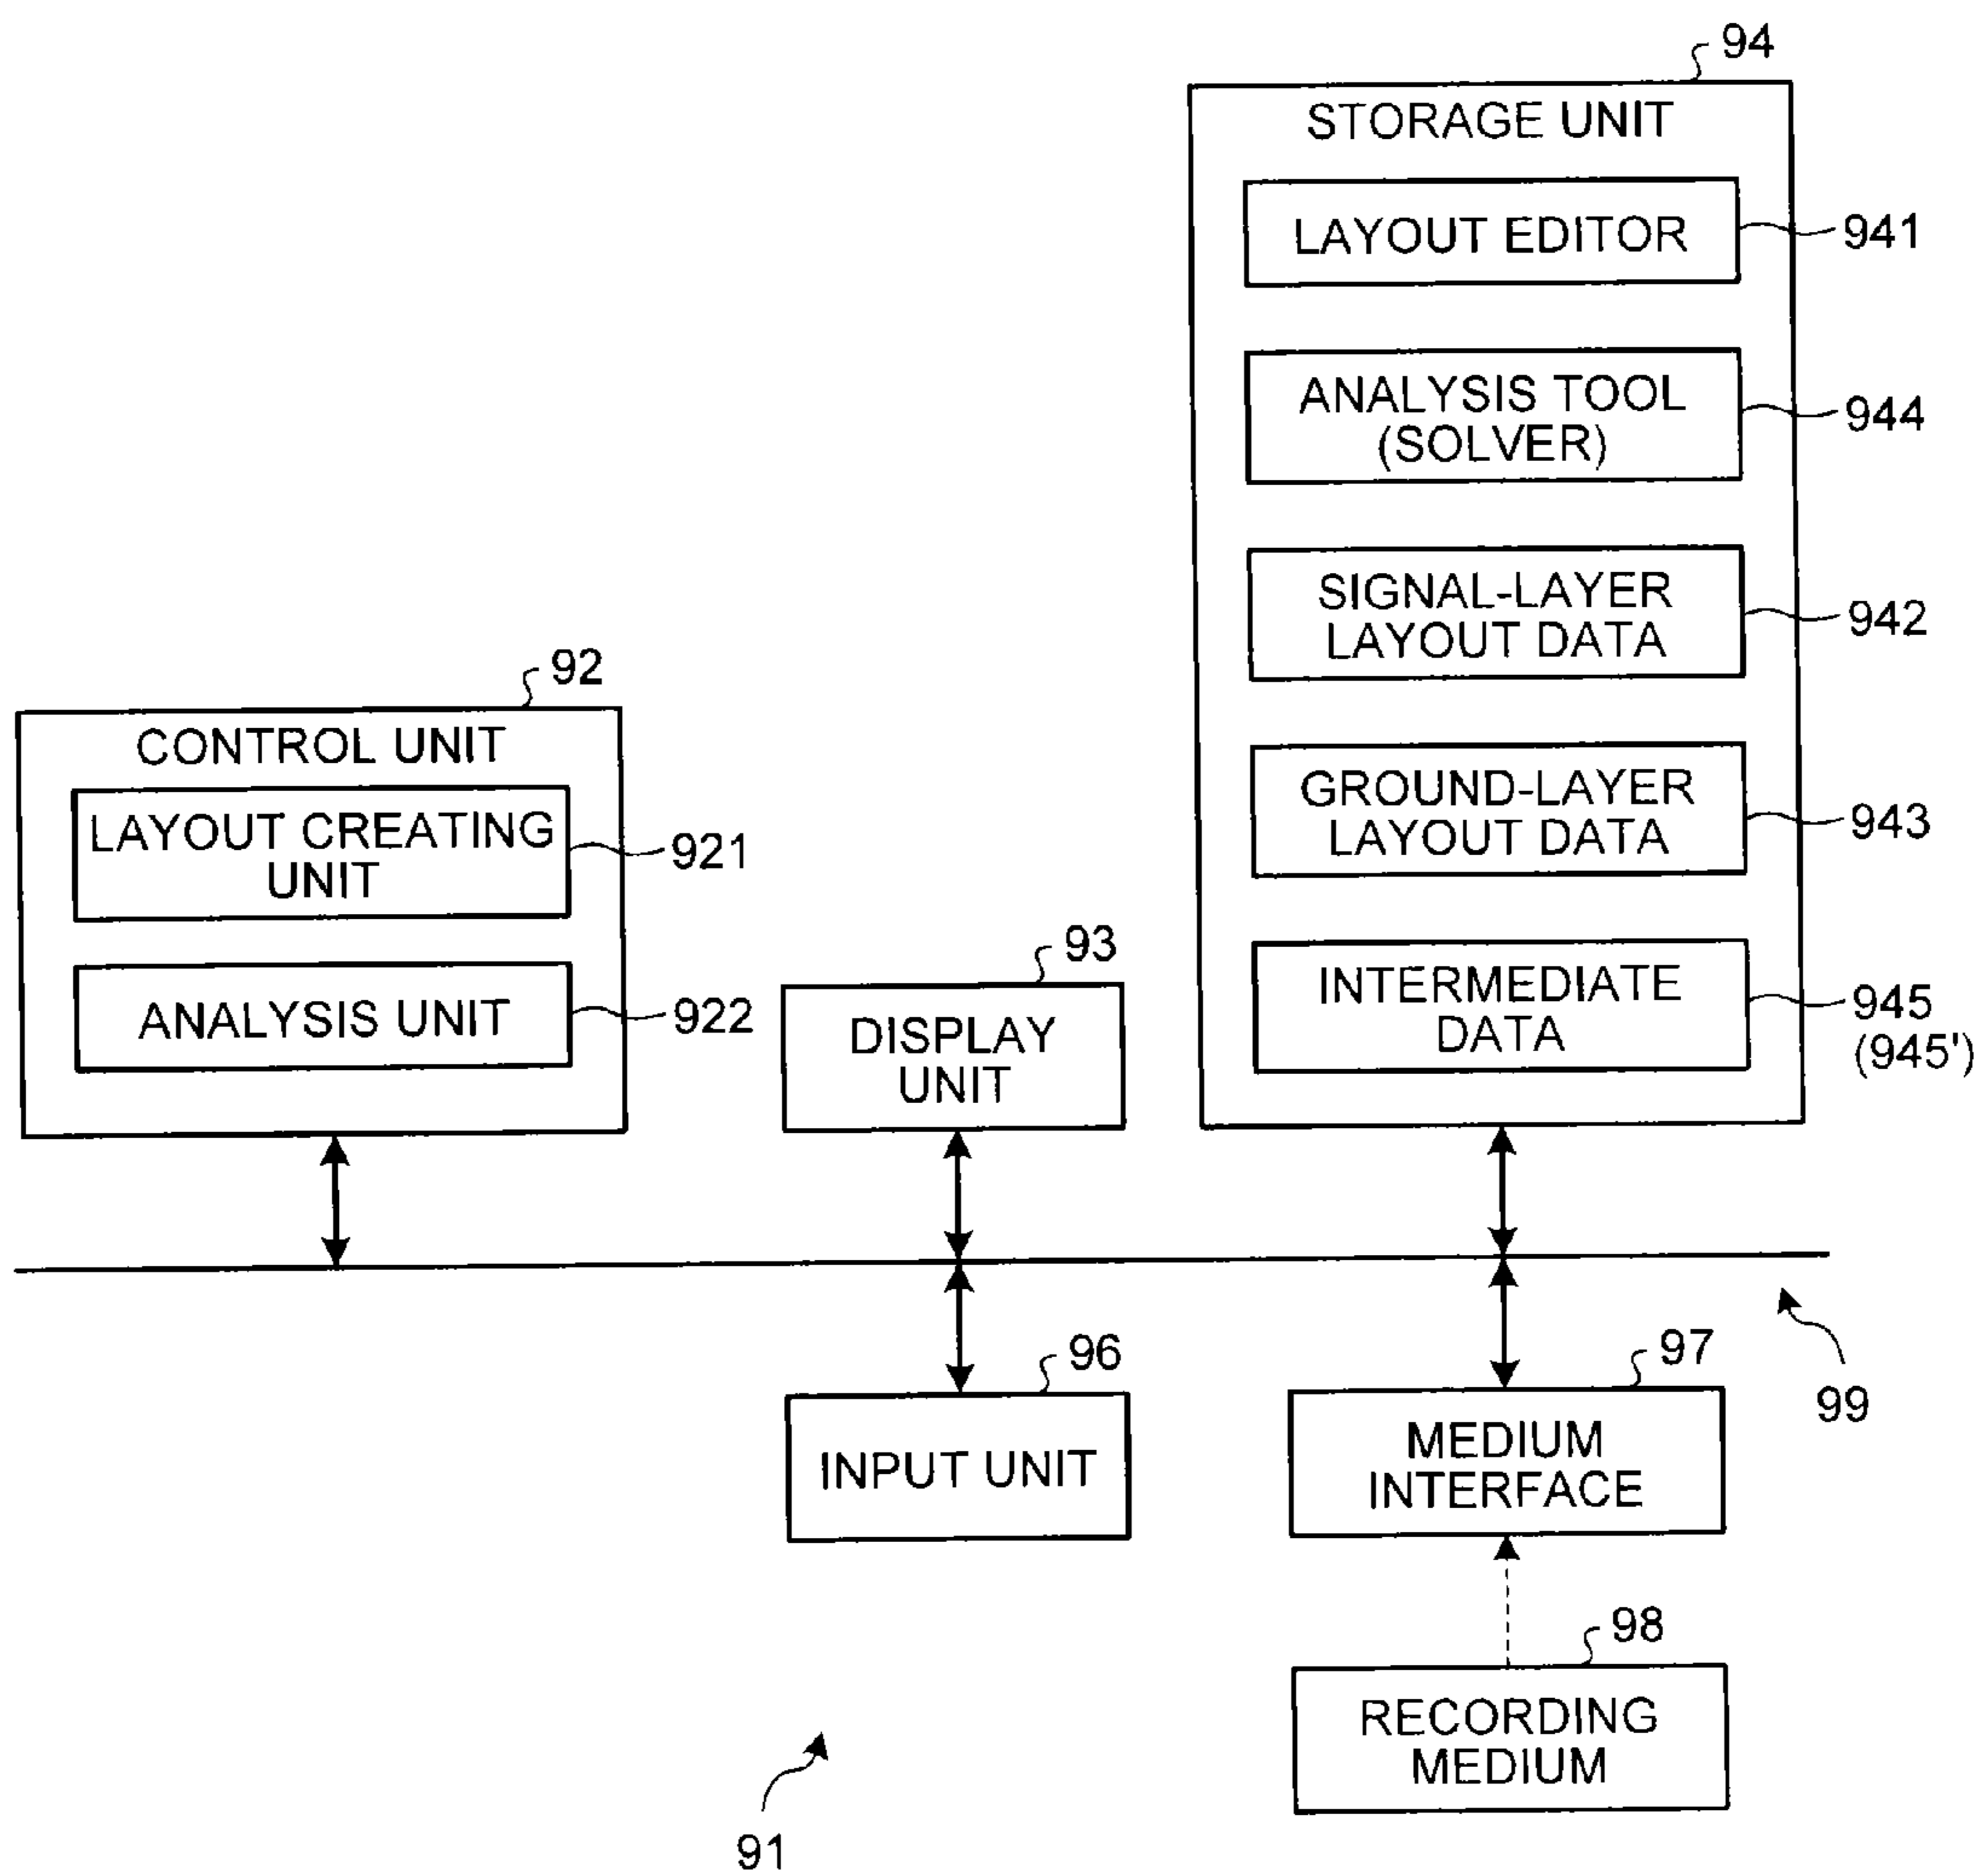 94
STORAGE UNIT
LAYOUT EDITOR
941
ANALYSIS TOOL
(SOLVER)
944
SIGNAL-LAYER
LAYOUT DATA
942
GROUND-LAYER
LAYOUT DATA
943
INTERMEDIATE
DATA
945
(945')
92
CONTROL UNIT
LAYOUT CREATING
UNIT
921
ANALYSIS UNIT
922
93
DISPLAY
UNIT
96
INPUT UNIT
97
MEDIUM
INTERFACE
99
98
RECORDING
MEDIUM
91